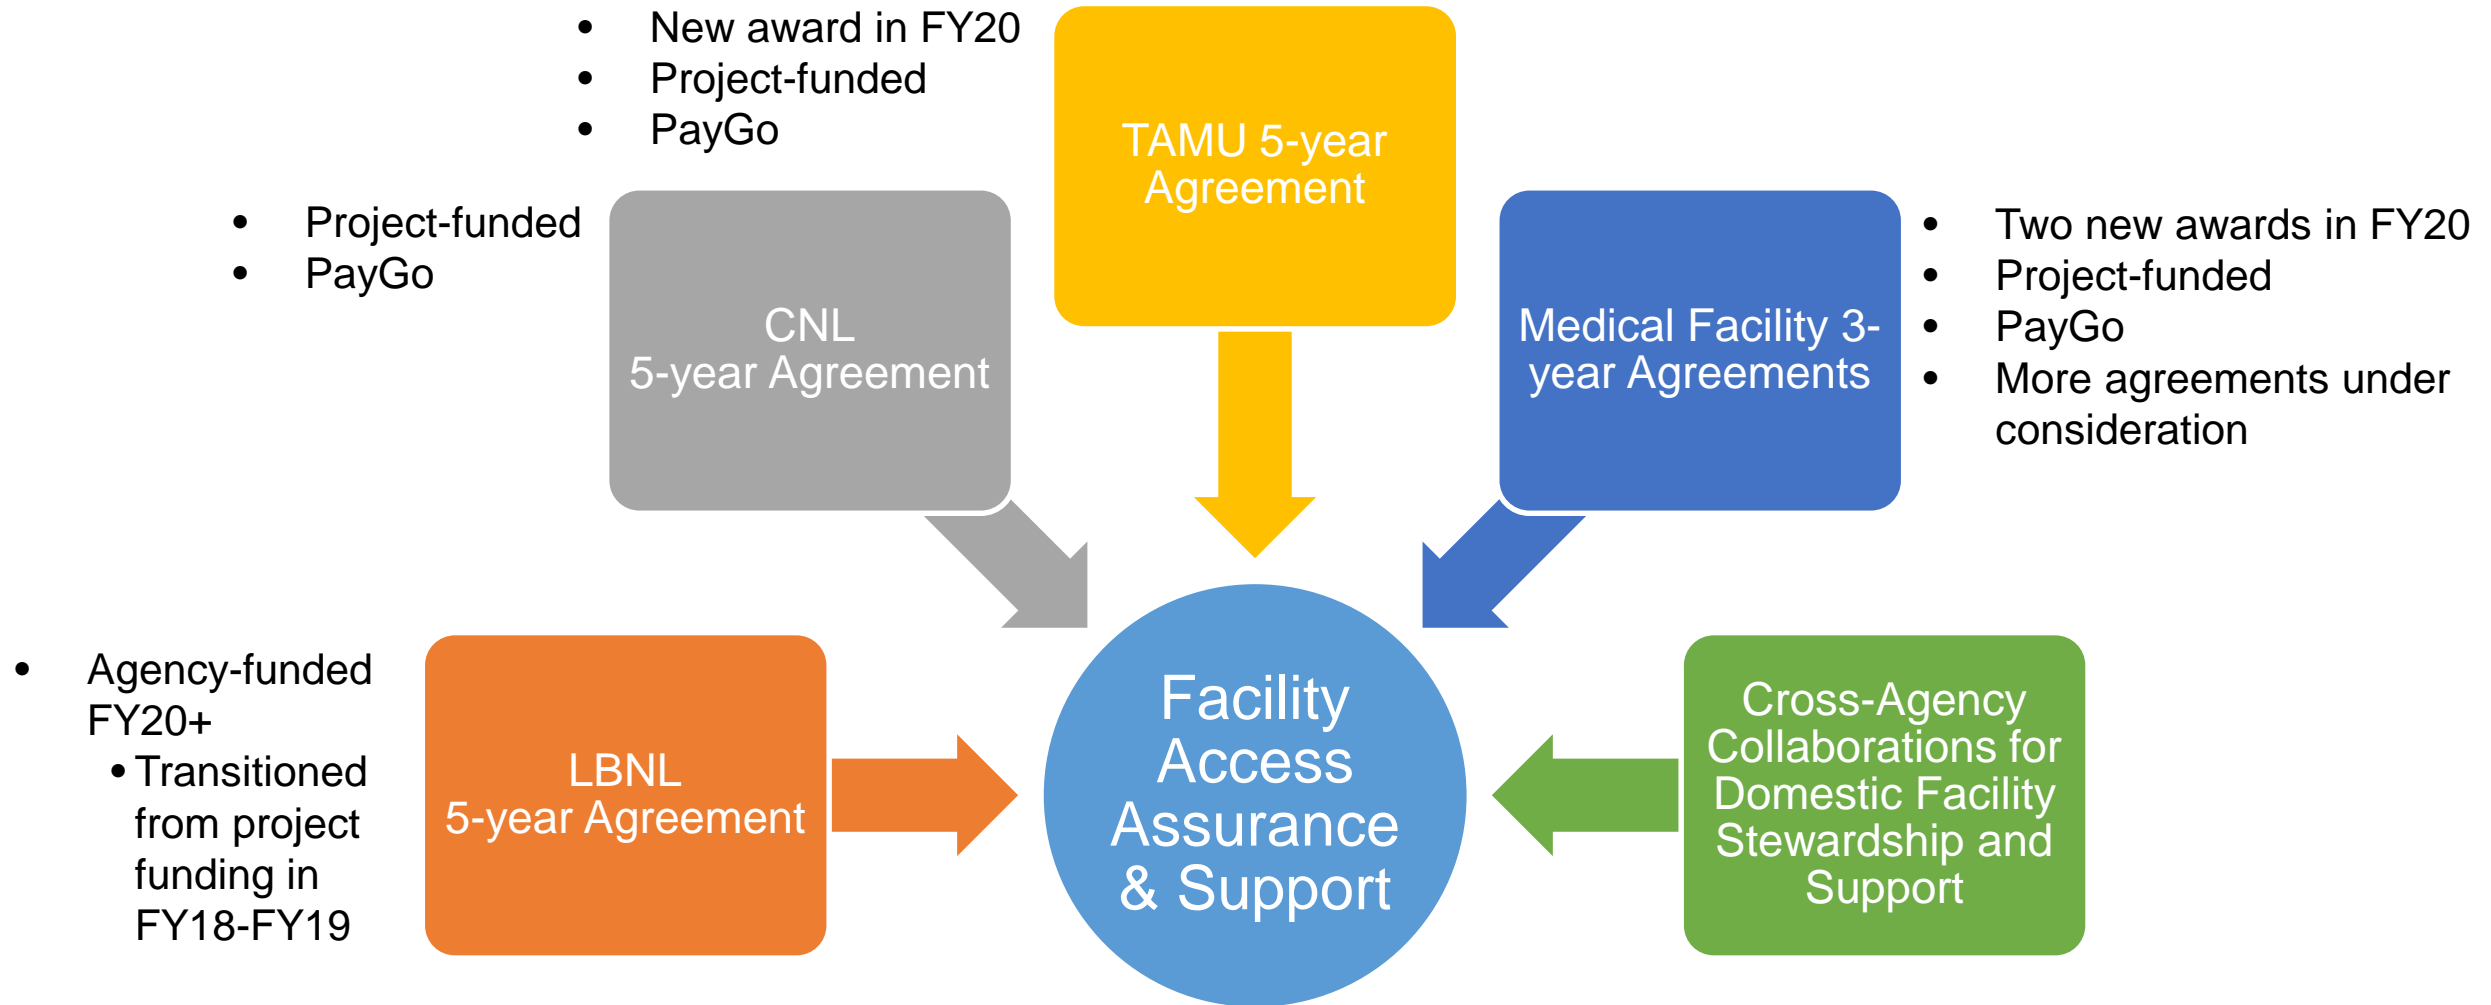 • New award in FY20
• Project-funded
• PayGo
TAMU 5-year
Agreement
• Project-funded
• PayGo
CNL
5-year Agreement
Medical Facility 3-
year Agreements
• Two new awards in FY20
• Project-funded
• PayGo
• More agreements under
consideration
• Agency-funded
FY20+
• Transitioned
from project
funding in
FY18-FY19
LBNL
5-year Agreement
Facility
Access
Assurance
& Support
Cross-Agency
Collaborations for
Domestic Facility
Stewardship and
Support